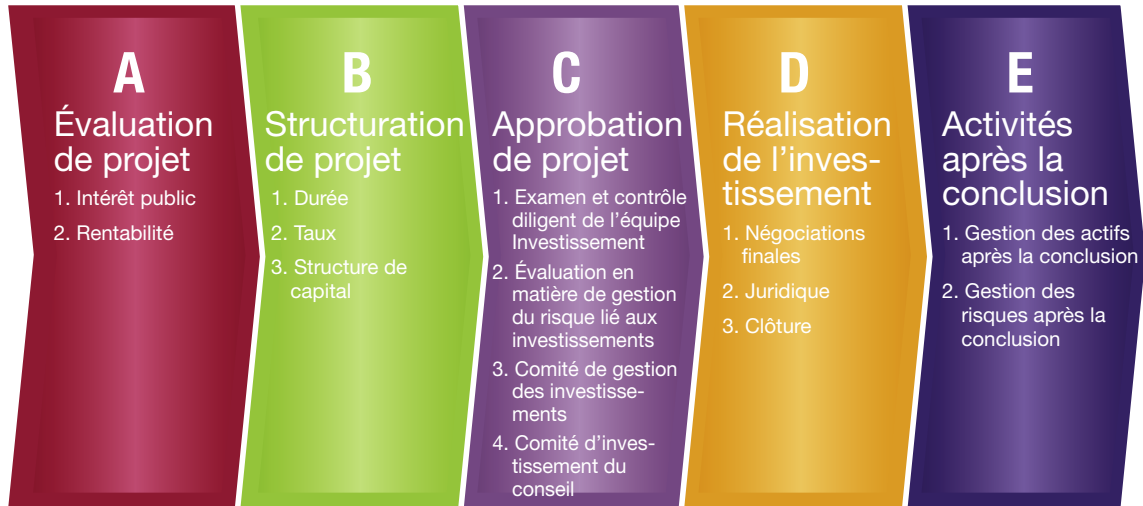 A
Évaluation
de projet
1. Intérêt public
2. Rentabilité
B
Structuration
de projet
1. Durée
2. Taux
3. Structure de
capital
C
Approbation
de projet
1. Examen et contrôle
diligent de l'équipe
Investissement
2. Évaluation en
matière de gestion
du risque lié aux
investissements
3. Comité de gestion
des investisse-
ments
4. Comité d'inves-
tissement du
conseil
D
Réalisation
de l'inves-
tissement
1. Négociations
finales
2. Juridique
3. Clôture
E
Activités
après la
conclusion
1. Gestion des actifs
après la conclusion
2. Gestion des
risques après la
conclusion